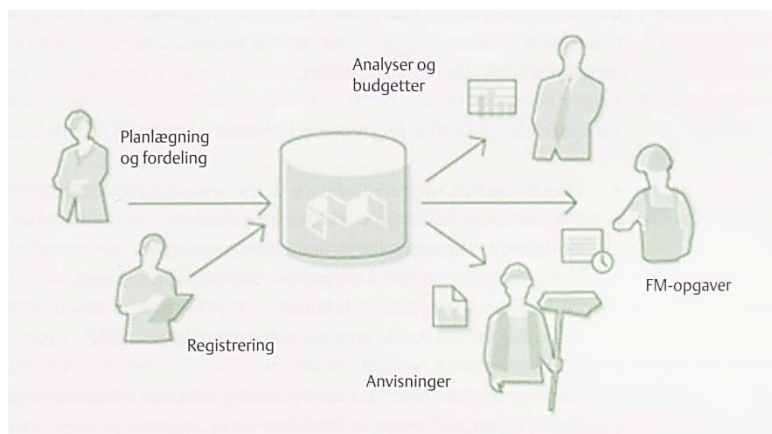 Analyser og
budgetter
Planlægning
og fordeling
FM-opgaver
Registrering
Anvisninger